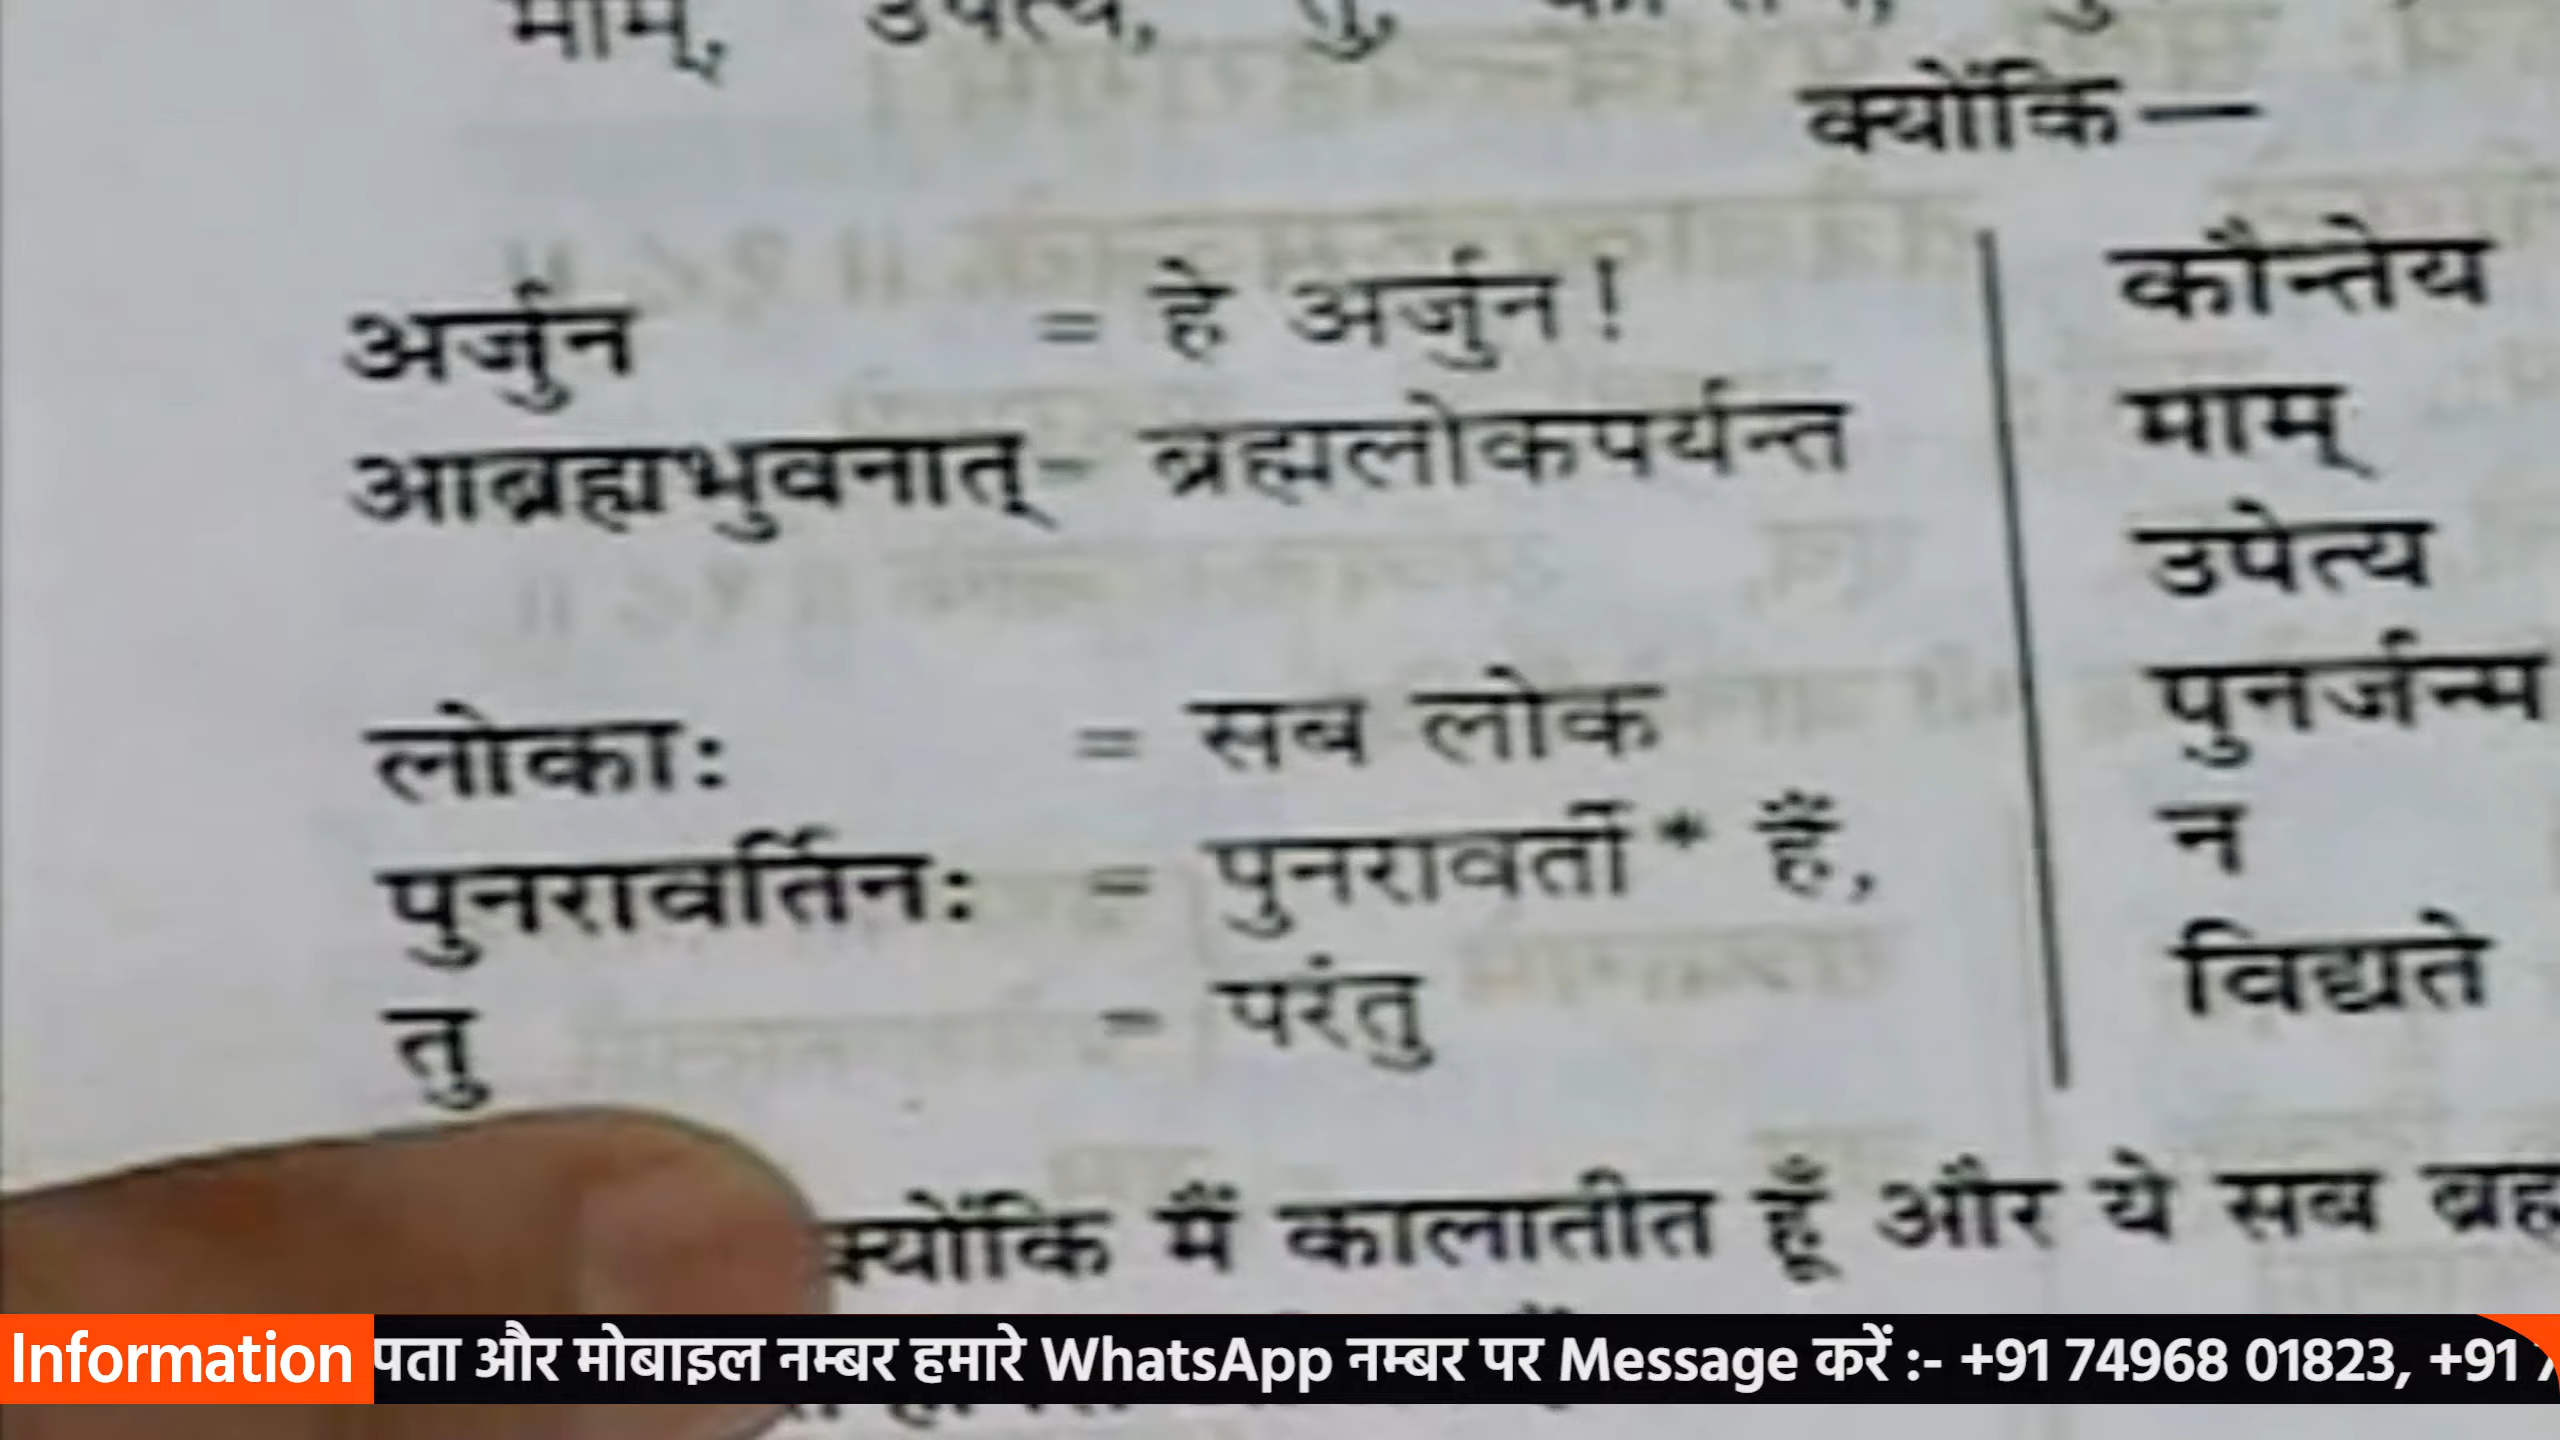 माम्, उपेत्य, तु,
क्योंकि—
अर्जुन = हे अर्जुन!
आब्रह्मभुवनात् - ब्रह्मलोकपर्यन्त
लोका: = सब लोक
पुनरावर्तिन: = पुनरावर्ती* हैं,
तु = परंतु
कौन्तेय
माम्
उपेत्य
पुनर्जन्म
न
विद्यते
क्योंकि मैं कालातीत हूँ और ये सब
Information पता और मोबाइल नम्बर हमारे WhatsApp नम्बर पर Message करें :- +91 74968 01823, +91